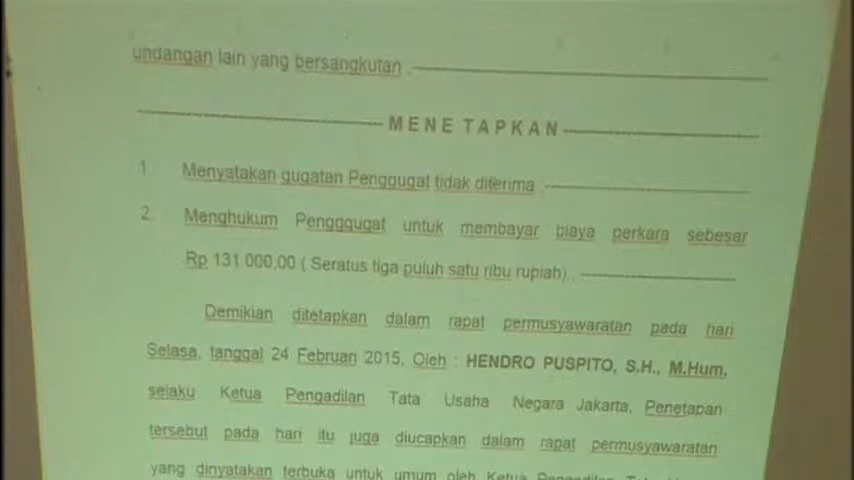 undangan lain yang bersangkutan.
MENETAPKAN
1. Menyatakan gugatan Penggugat tidak diterima
2. Menghukum Pengggugat untuk membayar biaya perkara sebesar
Rp 131.000,00 ( Seratus tiga puluh satu ribu rupiah).
Demikian ditetapkan dalam rapat permusyawaratan pada hari
Selasa, tanggal 24 Februari 2015, Oleh : HENDRO PUSPITO, S.H., M.Hum,
selaku Ketua Pengadilan Tata Usaha Negara Jakarta, Penetapan
tersebut pada hari itu juga diucapkan dalam rapat permusyawaratan
yang dinyatakan terbuka untuk umum oleh Ketua Pengadilan